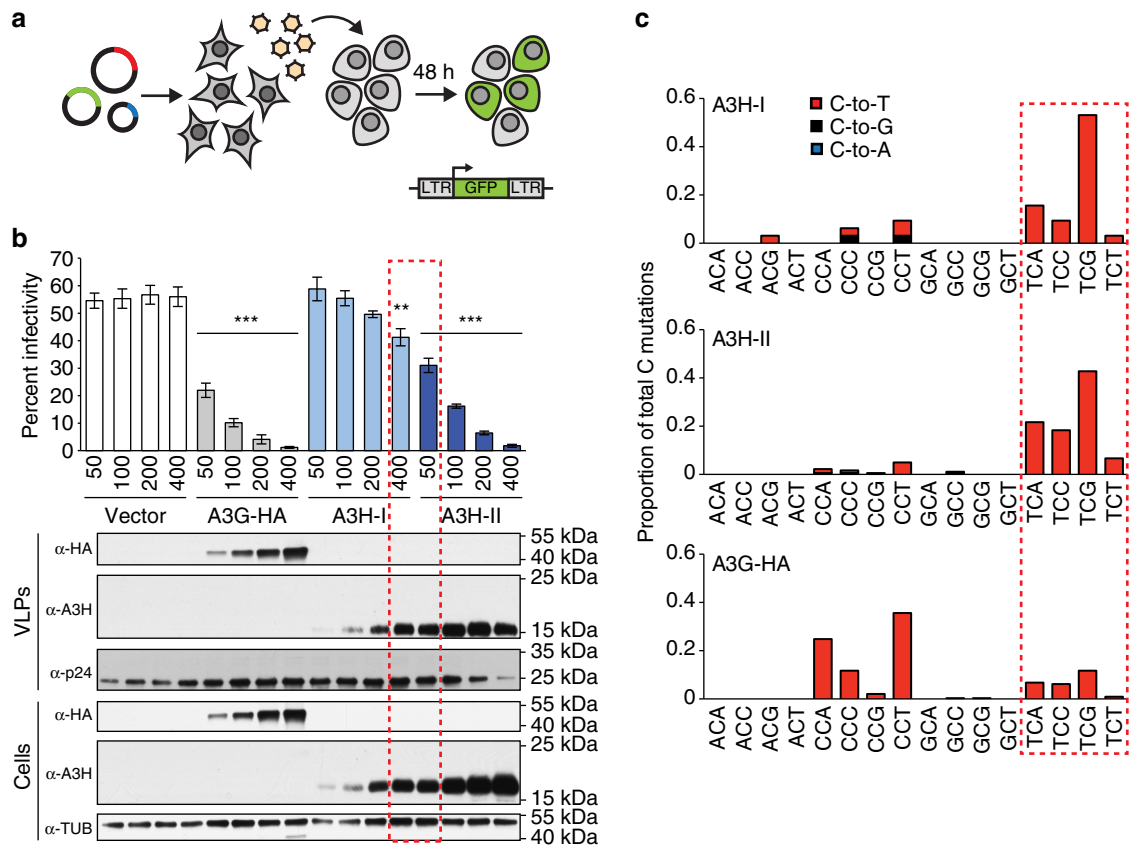 a
48 h
LTR GFP LTR
b
Percent infectivity
70
60
50
40
30
20
10
0
***
**
***
50 100 200 400 50 100 200 400 50 100 200 400 50 100 200 400
Vector A3G-HA A3H-I A3H-II
VLPs
α-HA 55 kDa
40 kDa
α-A3H 25 kDa
15 kDa
α-p24 35 kDa
25 kDa
Cells
α-HA 55 kDa
40 kDa
α-A3H 25 kDa
15 kDa
α-TUB 55 kDa
40 kDa
c
Proportion of total C mutations
A3H-I
C-to-T
C-to-G
C-to-A
0.6
0.4
0.2
0
ACA ACC ACG ACT CCA CCC CCG CCT GCA GCC GCG GCT TCA TCC TCG TCT
A3H-II
0.6
0.4
0.2
0
ACA ACC ACG ACT CCA CCC CCG CCT GCA GCC GCG GCT TCA TCC TCG TCT
A3G-HA
0.6
0.4
0.2
0
ACA ACC ACG ACT CCA CCC CCG CCT GCA GCC GCG GCT TCA TCC TCG TCT